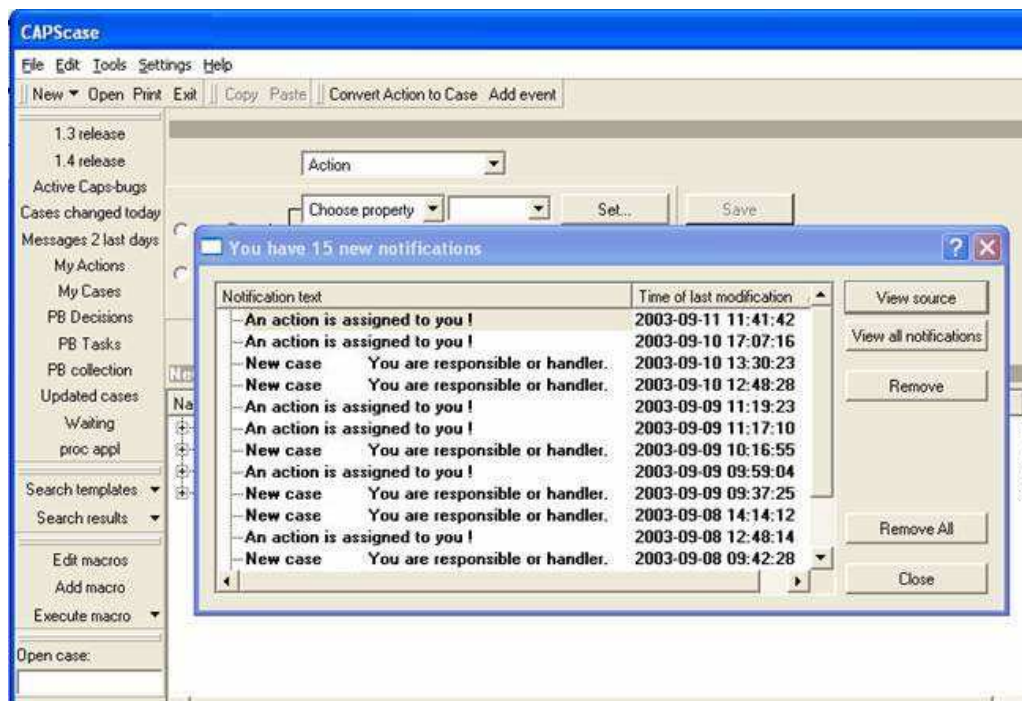 CAPScase
File Edit Tools Settings Help
New Open Print Exit Copy Paste Convert Action to Case Add event
1.3 release
1.4 release
Active Caps-bugs
Cases changed today
Messages 2 last days
My Actions
My Cases
PB Decisions
PB Tasks
PB collection
Updated cases
Waiting
proc appl
Search templates
Search results
Edit macros
Add macro
Execute macro
Open case:
Action
Choose property Set... Save
Na
You have 15 new notifications
Notification text Time of last modification
An action is assigned to you ! 2003-09-11 11:41:42
An action is assigned to you ! 2003-09-10 17:07:16
New case You are responsible or handler. 2003-09-10 13:30:23
New case You are responsible or handler. 2003-09-10 12:48:28
An action is assigned to you ! 2003-09-09 11:19:23
An action is assigned to you ! 2003-09-09 11:17:10
New case You are responsible or handler. 2003-09-09 10:16:55
An action is assigned to you ! 2003-09-09 09:59:04
New case You are responsible or handler. 2003-09-09 09:37:25
New case You are responsible or handler. 2003-09-08 14:14:12
An action is assigned to you ! 2003-09-08 12:48:14
New case You are responsible or handler. 2003-09-08 09:42:28
View source
View all notifications
Remove
Remove All
Close